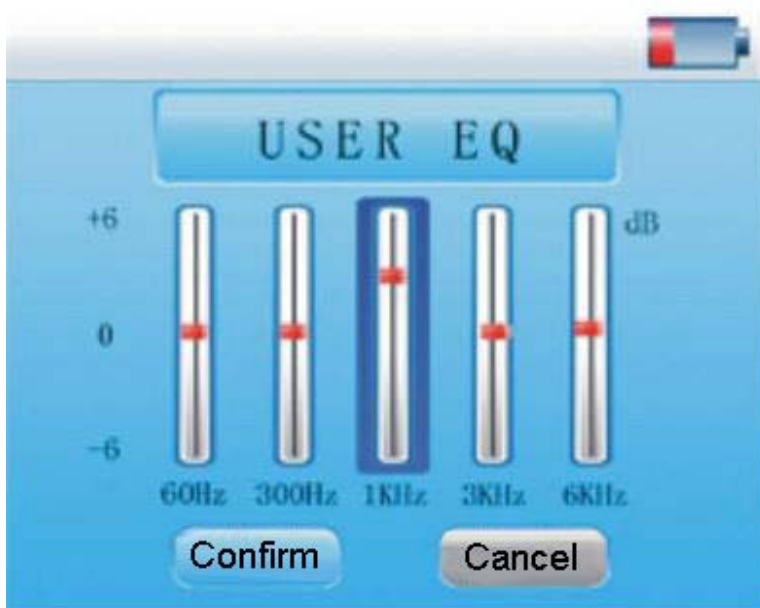 USER EQ
+6 dB
0
-6
60Hz 300Hz 1KHz 3KHz 6KHz
Confirm Cancel